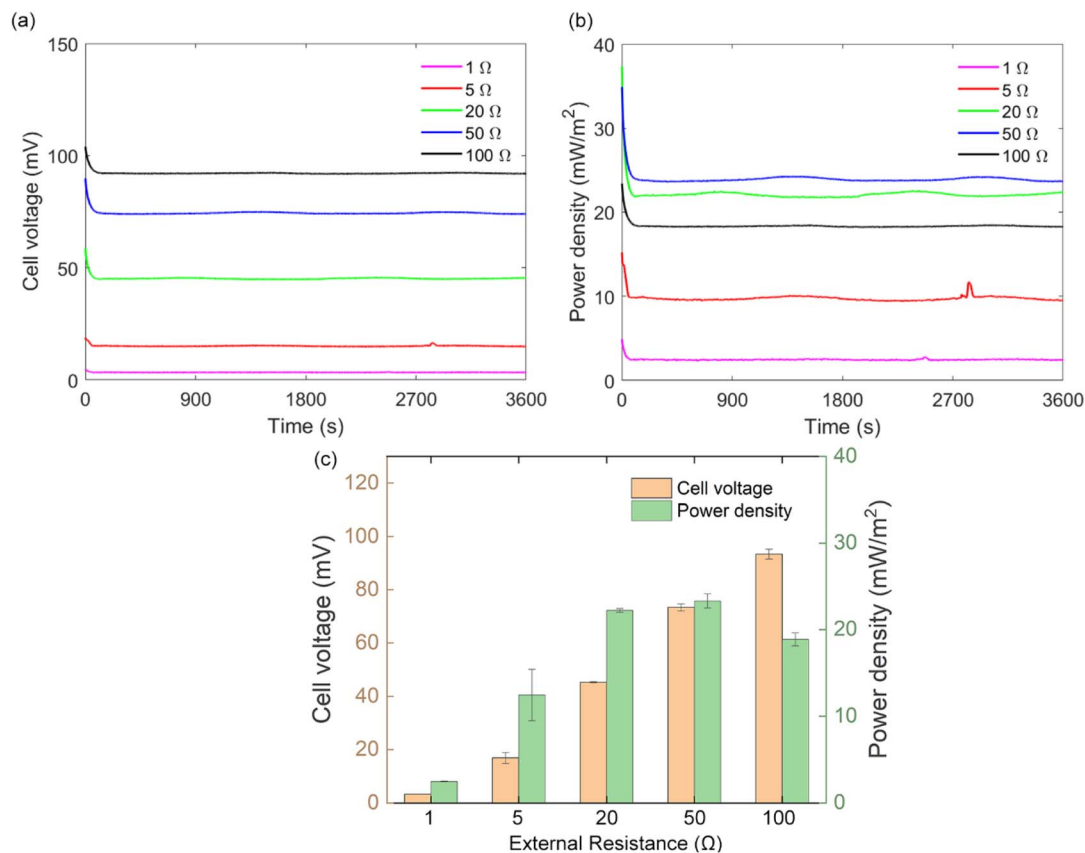 (a)
Cell voltage (mV)
150
100
50
0
0 900 1800 2700 3600
Time (s)
1 Ω
5 Ω
20 Ω
50 Ω
100 Ω
(b)
Power density (mW/m²)
40
30
20
10
0
0 900 1800 2700 3600
Time (s)
1 Ω
5 Ω
20 Ω
50 Ω
100 Ω
(c)
Cell voltage (mV)
120
100
80
60
40
20
0
Cell voltage
Power density
40
30
20
10
0
Power density (mW/m²)
1 5 20 50 100
External Resistance (Ω)